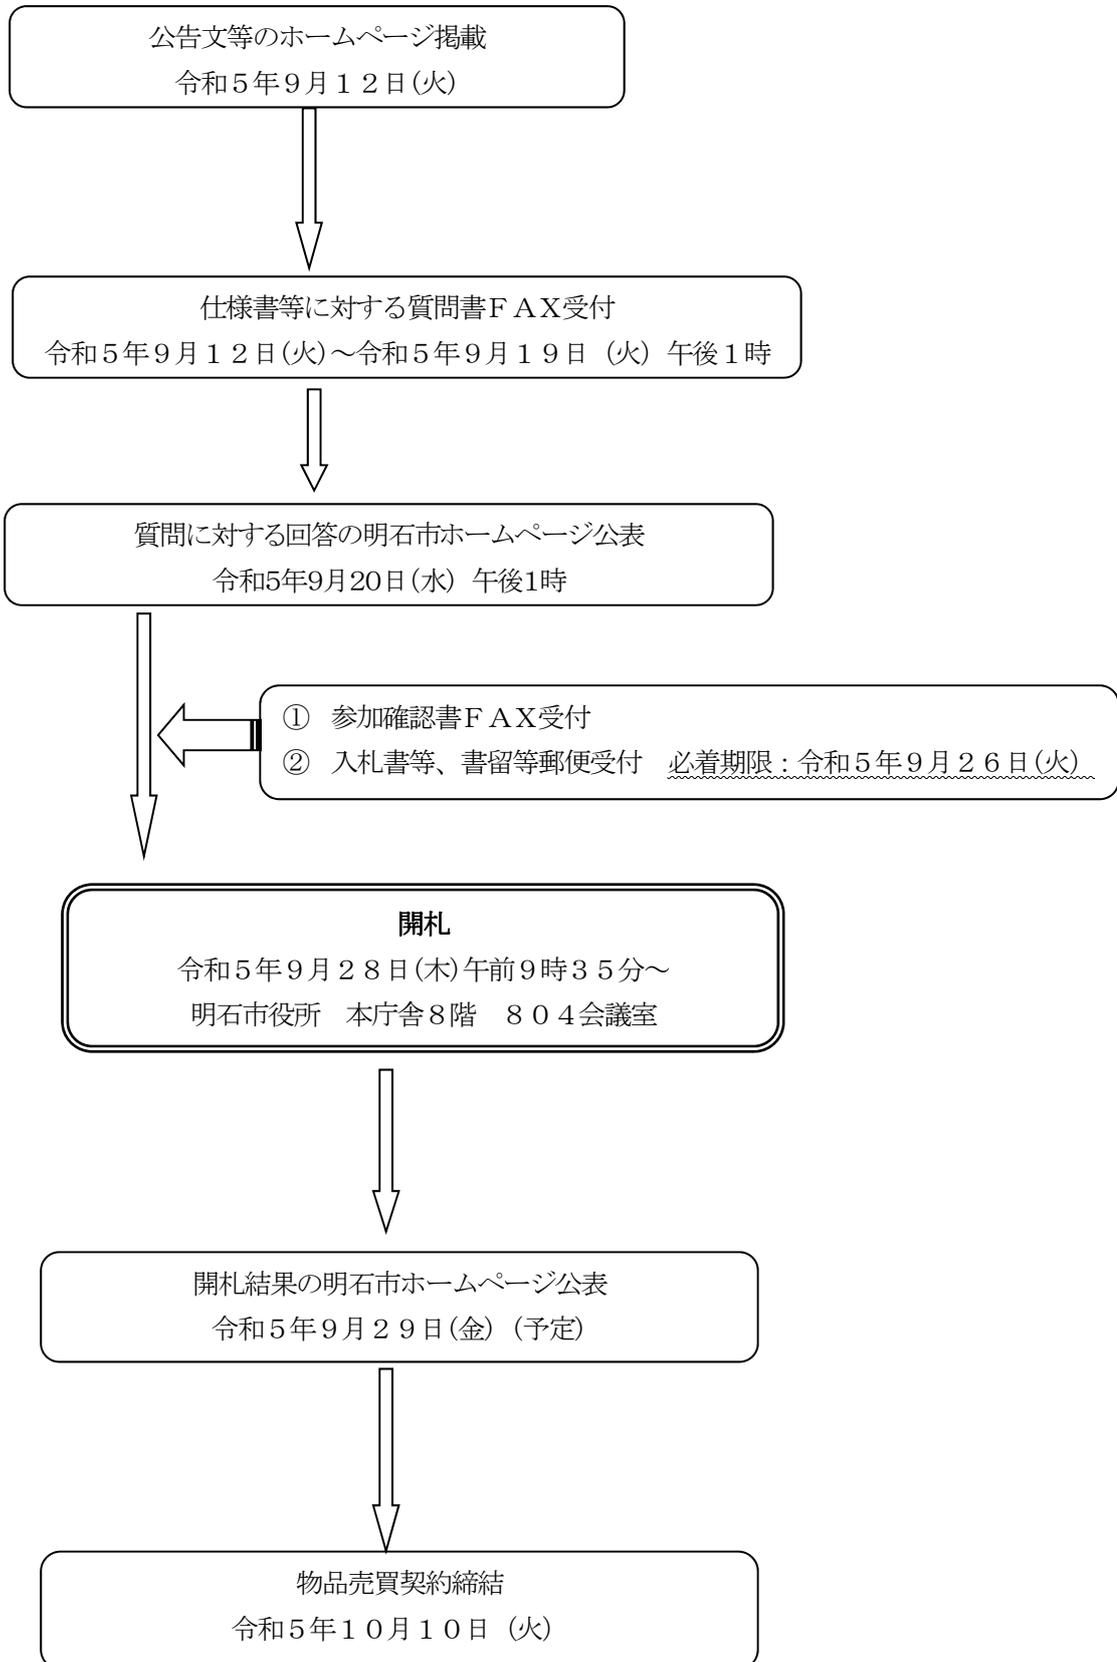 公告文等のホームページ掲載
令和５年９月１２日(火)
仕様書等に対する質問書ＦＡＸ受付
令和５年９月１２日(火)～令和５年９月１９日（火）午後１時
質問に対する回答の明石市ホームページ公表
令和5年9月20日(水) 午後1時
①　参加確認書ＦＡＸ受付
②　入札書等、書留等郵便受付　必着期限：令和５年９月２６日(火)
開札
令和５年９月２８日(木)午前９時３５分～
明石市役所　本庁舎８階　８０４会議室
開札結果の明石市ホームページ公表
令和５年９月２９日(金)（予定）
物品売買契約締結
令和５年１０月１０日（火）